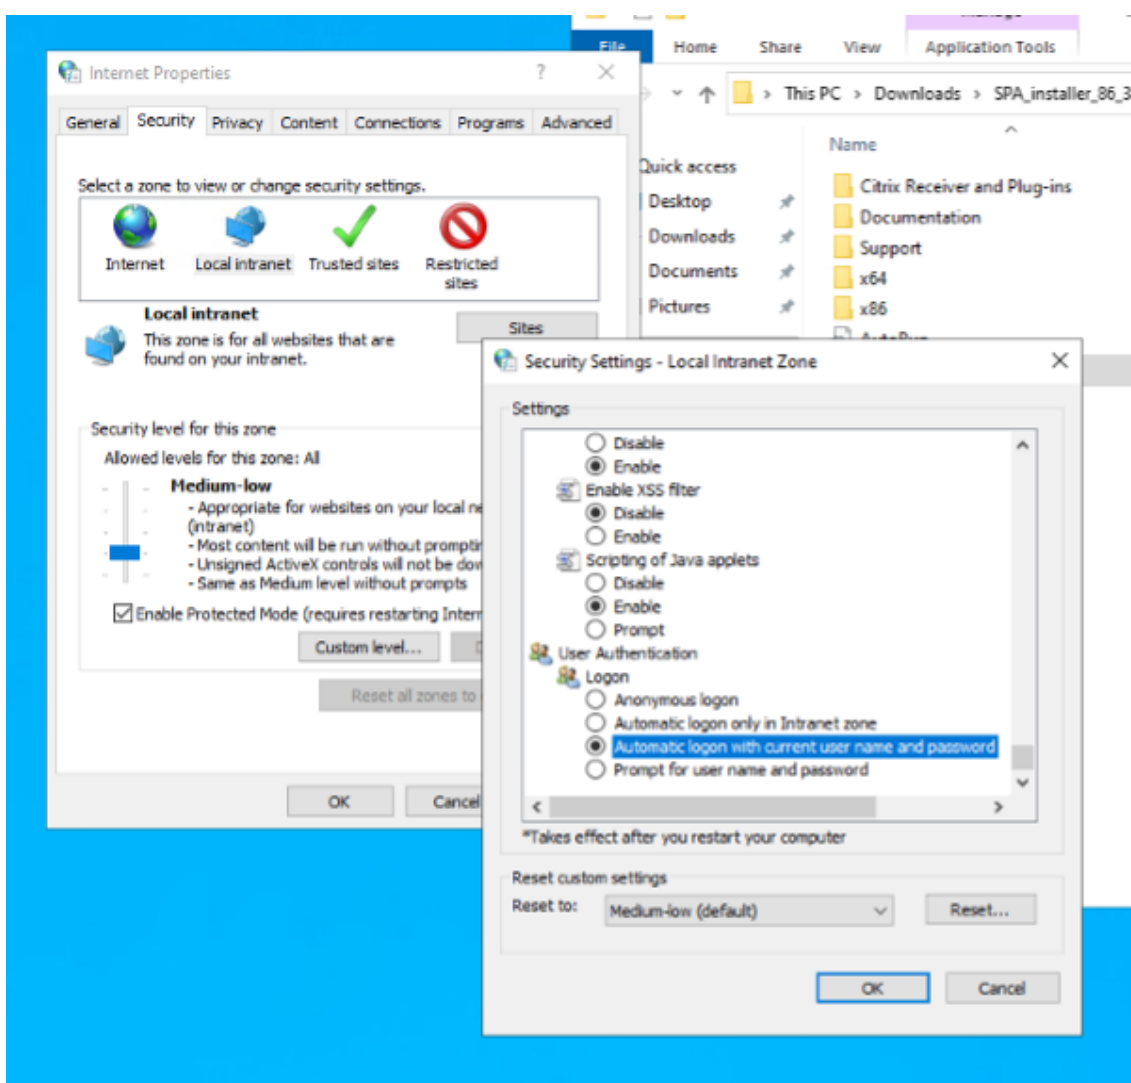 File
Home
Share
View
Application Tools
This PC > Downloads > SPA_installer_86_3
Name
Quick access
Desktop
Downloads
Documents
Pictures
Citrix Receiver and Plug-ins
Documentation
Support
x64
x86
Internet Properties
?
General
Security
Privacy
Content
Connections
Programs
Advanced
Select a zone to view or change security settings.
Internet
Local intranet
Trusted sites
Restricted
sites
Local intranet
This zone is for all websites that are
found on your intranet.
Sites
Security level for this zone
Allowed levels for this zone: All
Medium-low
- Appropriate for websites on your local
(intranet)
- Most content will be run without
- Unsigned ActiveX controls will not be
- Same as Medium level without prompts
Enable Protected Mode (requires restarting
Custom level...
Reset all zones to
OK
Cancel
Security Settings - Local Intranet Zone
Settings
Disable
Enable
Enable XSS filter
Disable
Enable
Scripting of Java applets
Disable
Enable
Prompt
User Authentication
Logon
Anonymous logon
Automatic logon only in Intranet zone
Automatic logon with current user name and password
Prompt for user name and password
*Takes effect after you restart your computer
Reset custom settings
Reset to:
Medium-low (default)
Reset...
OK
Cancel